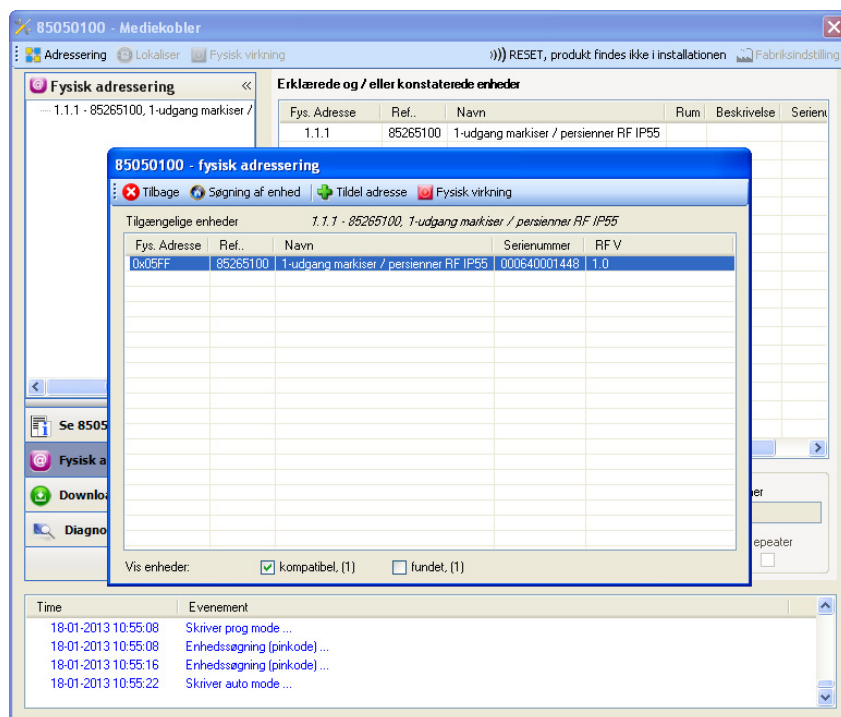 85050100 - Mediekobler
Adressering Lokaliser Fysisk virkning ))) RESET, produkt findes ikke i installationen Fabriksindstilling
Fysisk adressering «
1.1.1 - 85265100, 1-udgang markiser /
Erklærede og / eller konstaterede enheder
Fys. Adresse Ref.. Navn Rum Beskrivelse Serienu
1.1.1 85265100 1-udgang markiser / persienner RF IP55
85050100 - fysisk adressering
Tilbage Søgning af enhed Tildel adresse Fysisk virkning
Tilgængelige enheder 1.1.1 - 85265100, 1-udgang markiser / persienner RF IP55
Fys. Adresse Ref.. Navn Serienummer RF V
0x05FF 85265100 1-udgang markiser / persienner RF IP55 000640001448 1.0
Se 8505
Fysisk a
Downloa
Diagno
ner
epeater
Vis enheder: kompatibel, (1) fundet, (1)
Time Evenement
18-01-2013 10:55:08 Skriver prog mode ...
18-01-2013 10:55:08 Enhedssøgning (pinkode) ...
18-01-2013 10:55:16 Enhedssøgning (pinkode) ...
18-01-2013 10:55:22 Skriver auto mode ...